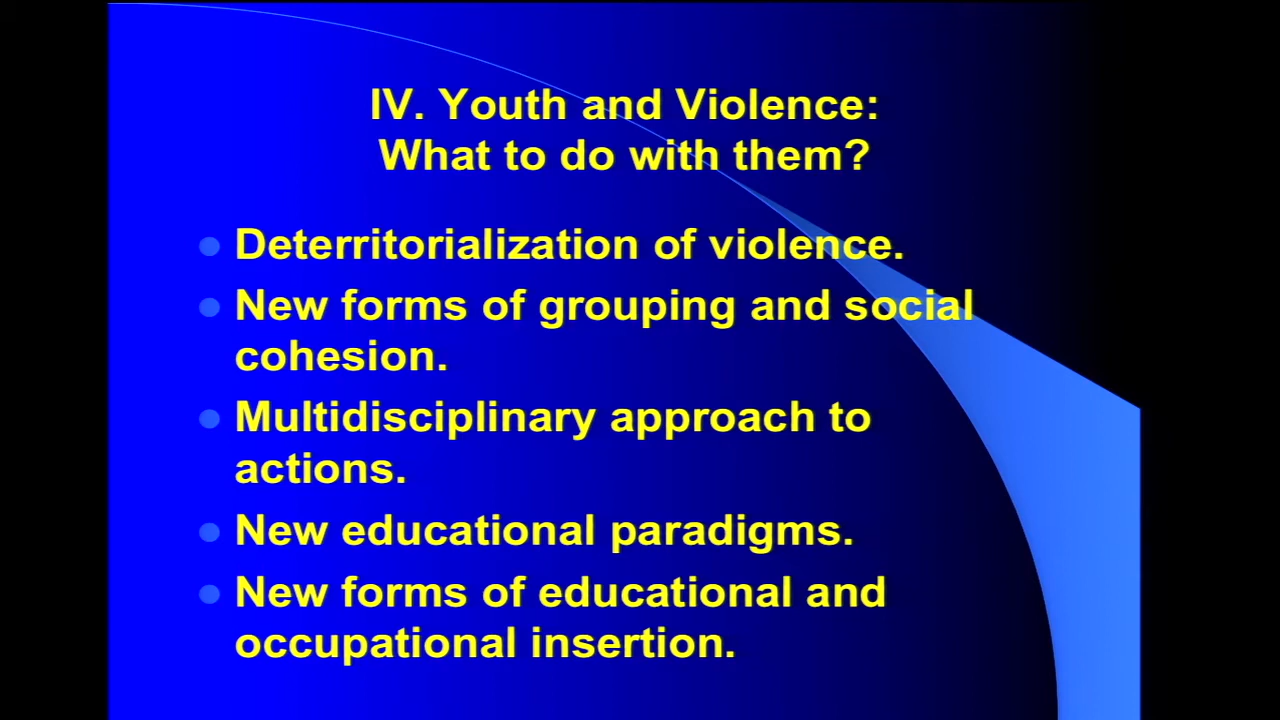 IV. Youth and Violence:
What to do with them?
Deterritorialization of violence.
New forms of grouping and social
cohesion.
Multidisciplinary approach to
actions.
New educational paradigms.
New forms of educational and
occupational insertion.